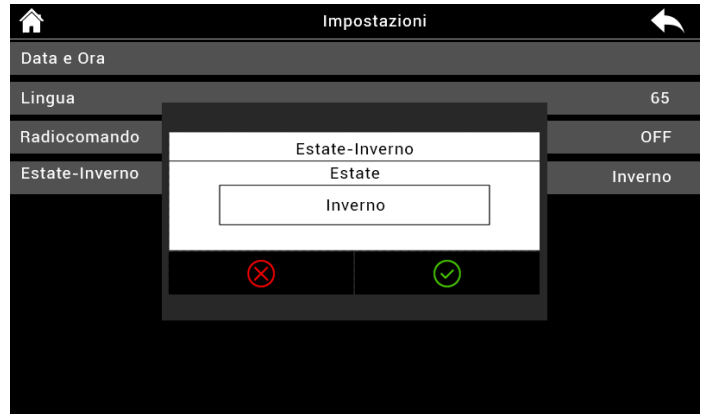 Impostazioni
Data e Ora
Lingua 65
Radiocomando OFF
Estate-Inverno Inverno
Estate-Inverno
Estate
Inverno